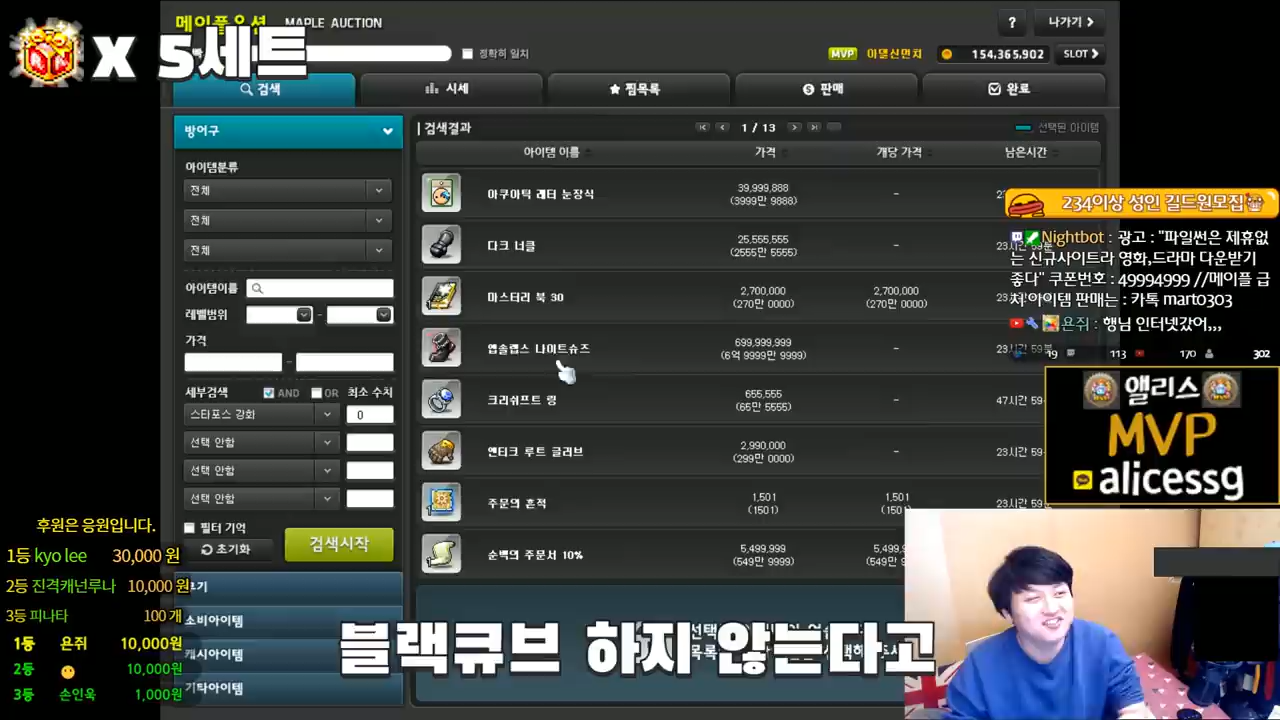 메이플옥션 MAPLE AUCTION
? 나가기 >
X 5세트
정확히 일치
MVP 154,365,902 SLOT >
검색
시세
찜목록
판매
완료
방어구
아이템분류
전체
전체
전체
아이템이름
레벨범위 -
가격
-
세부검색 AND OR 최소 수치
스타포스 강화 0
선택 안함
선택 안함
선택 안함
필터 기억
초기화
검색시작
소비아이템
캐시아이템
기타아이템
검색결과
1 / 13
선택된 아이템
아이템 이름 가격 개당 가격 남은시간
아쿠아틱 레터 눈장식 39,999,888 -
(3999만 9888)
다크 너클 25,555,555 -
(2555만 5555)
미스터리 북 30 2,700,000 2,700,000
(270만 0000) (270만 0000)
앱솔랩스 나이트슈즈 699,999,999 - 23시간 59분
(6억 9999만 9999)
크리쉬프트 링 655,555 - 47시간 59
(65만 5555)
앤티크 루트 글러브 2,990,000 - 23시간 59
(299만 0000)
주문의 흔적 1,501 1,501 23시간 59
(1501) (1501)
순백의 주문서 10% 5,499,999
(549만 9999)
234이상 성인 길드원모집
Nightbot : 광고 : "파일썬은 제휴없
는 신규사이트라 영화,드라마 다운받기
좋다" 쿠폰번호 : 49994999 //메이플 급
처 아이템 판매는 : 카톡 mart0303
욘쥐 : 행님 인터넷갔어,,,
19 113 170 302
앨리스
MVP
alicessg
후원은 응원입니다.
1등 kyo lee 30,000 원
2등 진격캐넌루나 10,000 원
3등 피나타 100 개
1등 욘쥐 10,000원
2등 10,000원
3등 손인욱 1,000원
블랙큐브 하지 않는다고